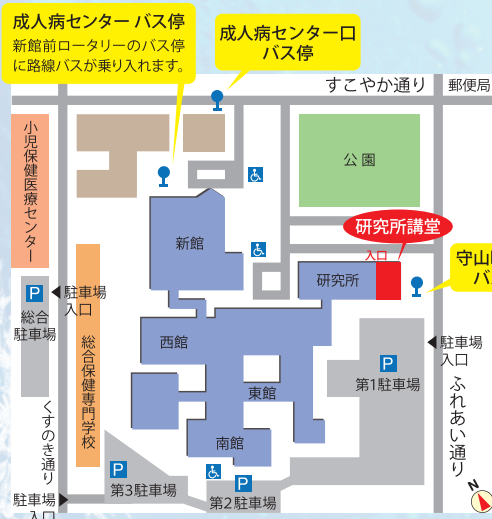 成人病センター バス停
新館前ロータリーのバス停
に路線バスが乗り入れます。
成人病センター口
バス停
すこやか通り
郵便局
小児保健医療センター
公園
研究所講堂
新館
入口
研究所
守山
バス
P
総合
駐車場
駐車場
入口
総合保健専門学校
西館
東館
南館
P
第1駐車場
駐車場
入口
ふれあい通り
くすのき通り
P
第3駐車場
P
第2駐車場
駐車場
入口
N